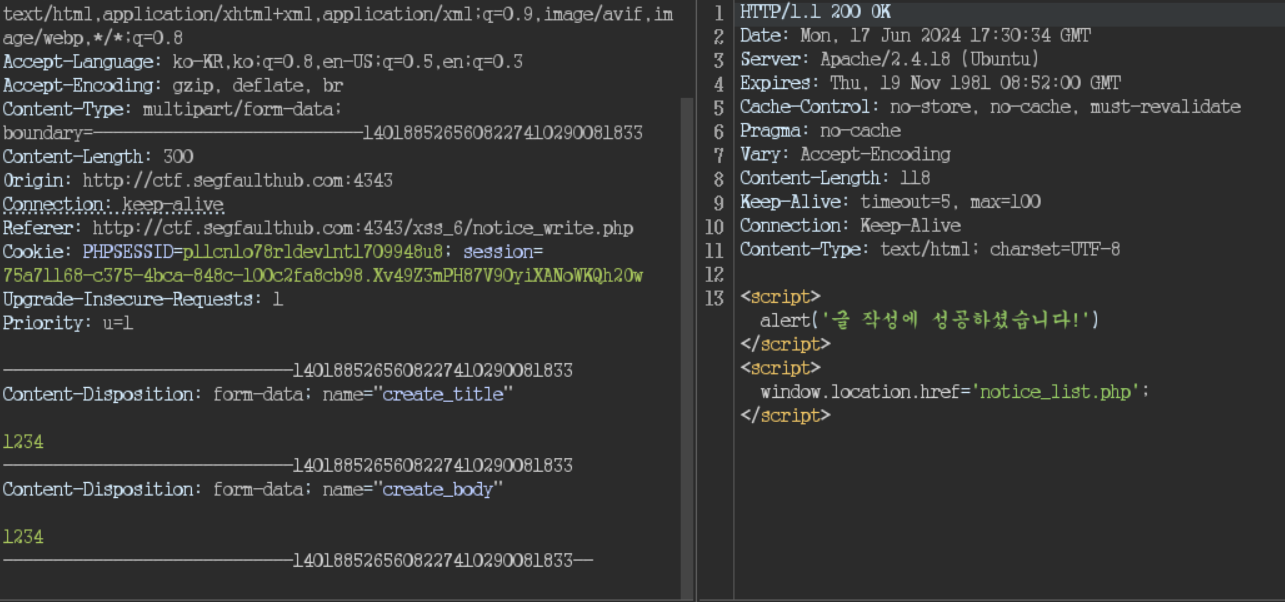 text/html,application/xhtml+xml,application/xml;q=0.9,image/avif,im
age/webp,*/*;q=0.8
Accept-Language: ko-KR,ko;q=0.8,en-US;q=0.5,en;q=0.3
Accept-Encoding: gzip, deflate, br
Content-Type: multipart/form-data;
boundary=---------------------------140188526560822741029008​1833
Content-Length: 300
Origin: http://ctf.segfaulthub.com:4343
Connection: keep-alive
Referer: http://ctf.segfaulthub.com:4343/xss_6/notice_write.php
Cookie: PHPSESSID=pllcnlo78rldevlntl709948u8; session=
75a71168-c375-4bca-848c-100c2fa8cb98.Xv49Z3mPH87V9OyiXANoWKQh20w
Upgrade-Insecure-Requests: 1
Priority: u=1
-----------------------------1401885265608227410290081833
Content-Disposition: form-data; name="create_title"
1234
-----------------------------1401885265608227410290081833
Content-Disposition: form-data; name="create_body"
1234
-----------------------------1401885265608227410290081833--
1 HTTP/1.1 200 OK
2 Date: Mon, 17 Jun 2024 17:30:34 GMT
3 Server: Apache/2.4.18 (Ubuntu)
4 Expires: Thu, 19 Nov 1981 08:52:00 GMT
5 Cache-Control: no-store, no-cache, must-revalidate
6 Pragma: no-cache
7 Vary: Accept-Encoding
8 Content-Length: 118
9 Keep-Alive: timeout=5, max=100
10 Connection: Keep-Alive
11 Content-Type: text/html; charset=UTF-8
12
13 <script>
alert('글 작성에 성공하셨습니다!')
</script>
<script>
window.location.href='notice_list.php';
</script>